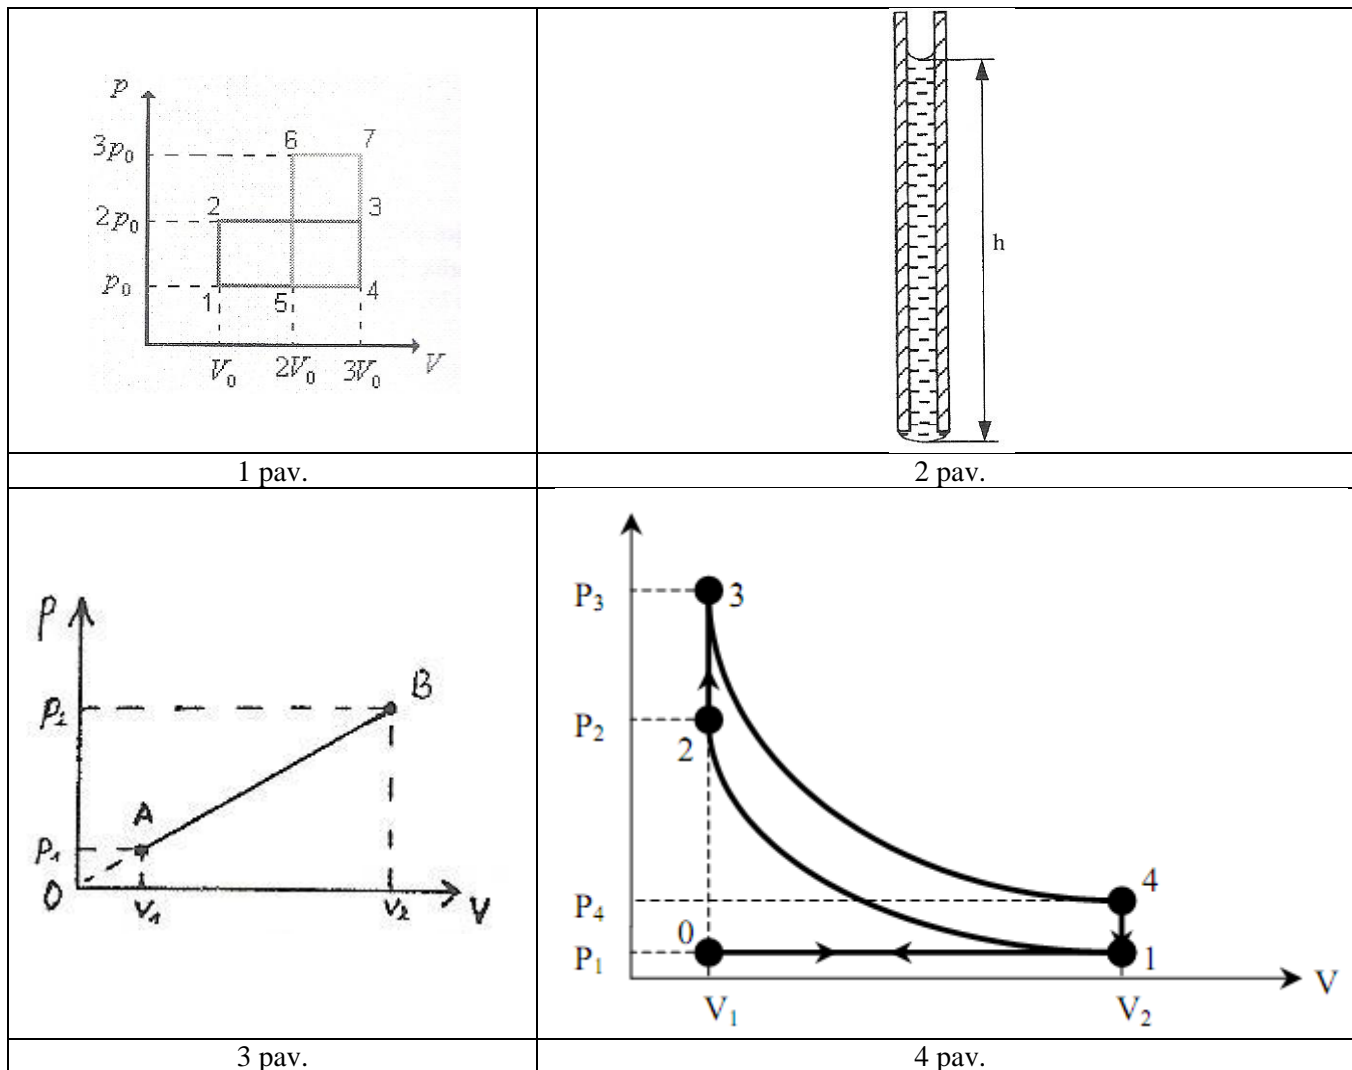 p
3p₀
6
7
2p₀
2
3
p₀
1
5
4
V₀
2V₀
3V₀
V
1 pav.
h
2 pav.
P
P₂
B
A
P₁
O
V₁
V₂
V
3 pav.
P₃
3
P₂
2
4
P₄
0
P₁
1
V
V₁
V₂
4 pav.